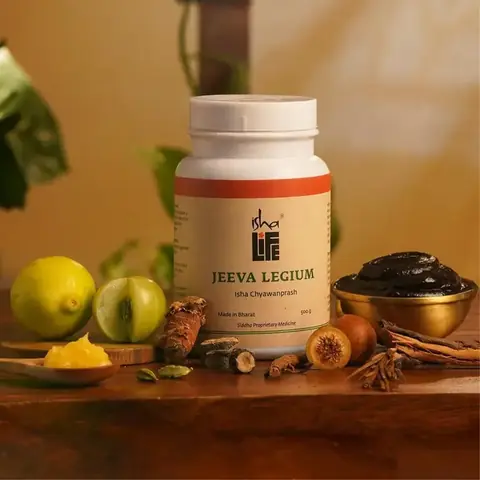 isha
LIFE
JEEVA LEGIUM
Isha Chyawanprash
Made in Bharat
500 g
Siddha Proprietary Medicine